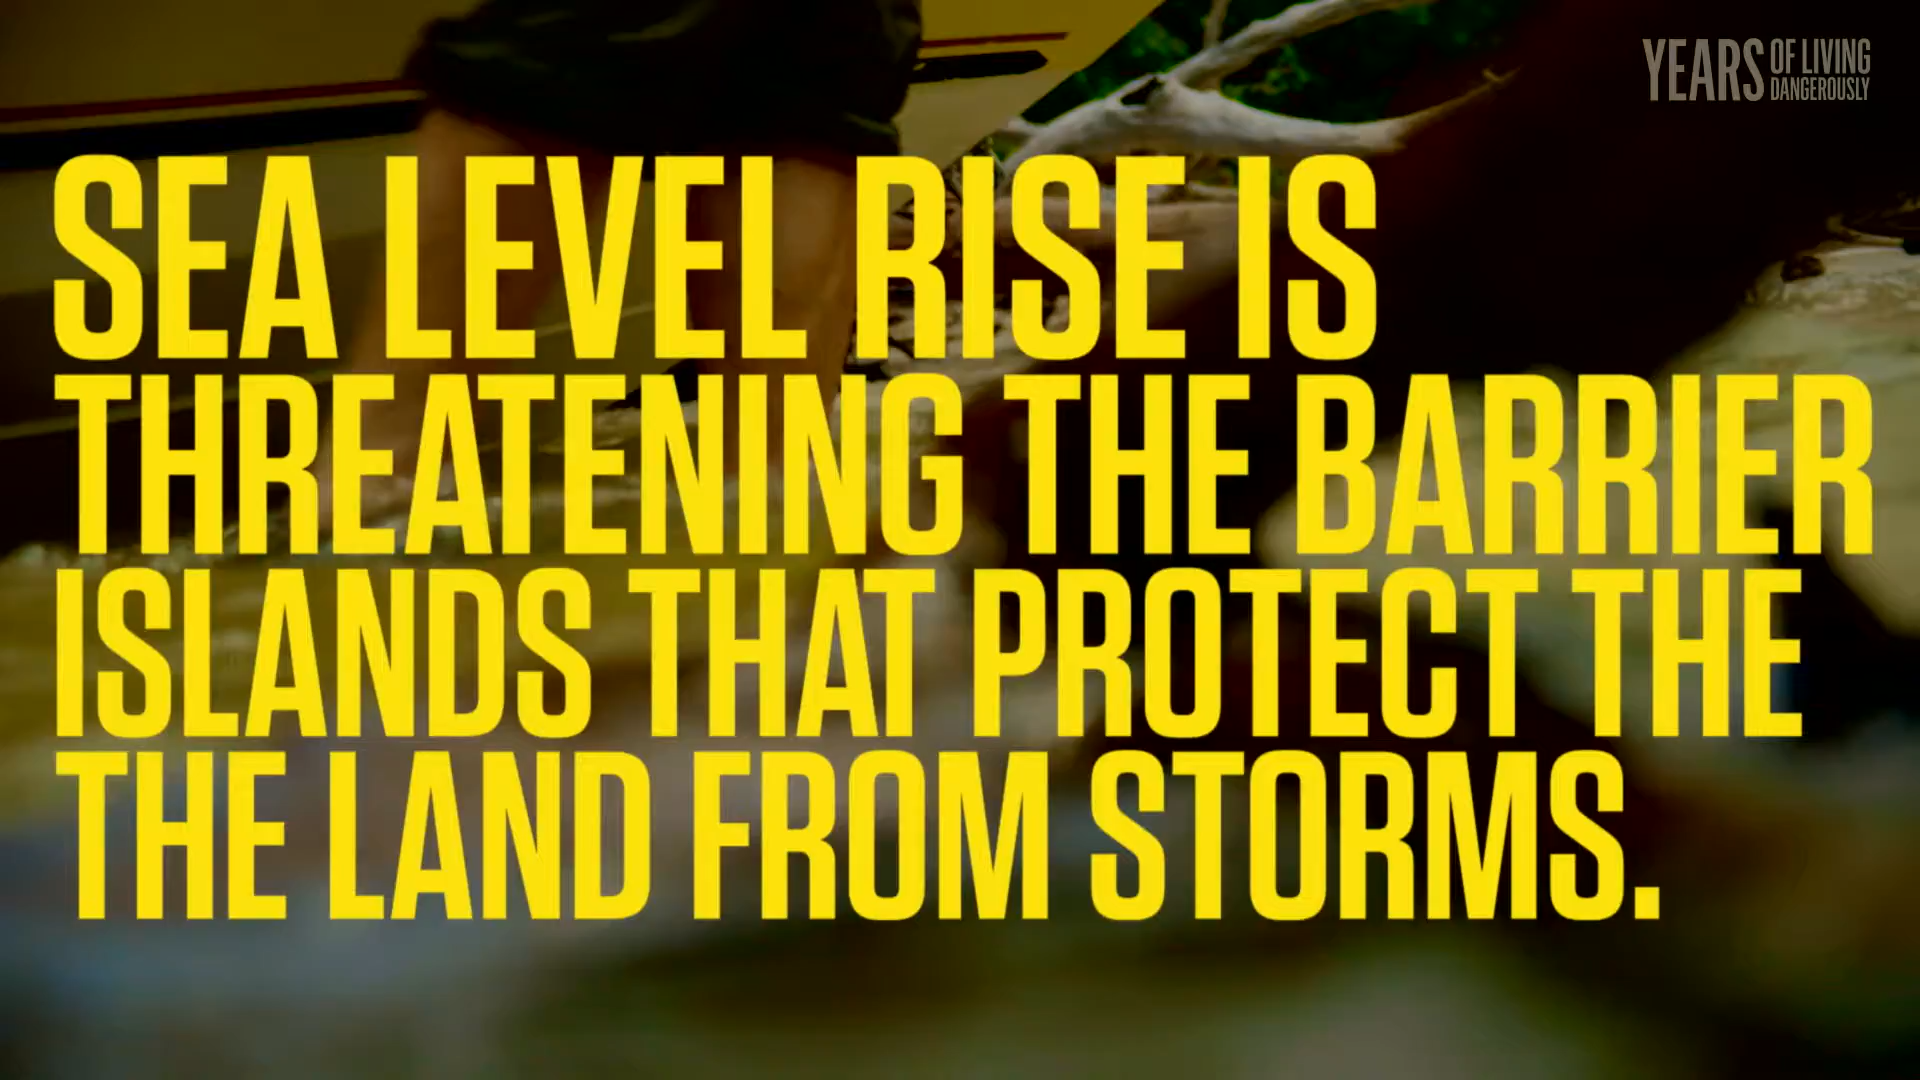 YEARS OF LIVING DANGEROUSLY
SEA LEVEL RISE IS
THREATENING THE BARRIER
ISLANDS THAT PROTECT THE
THE LAND FROM STORMS.